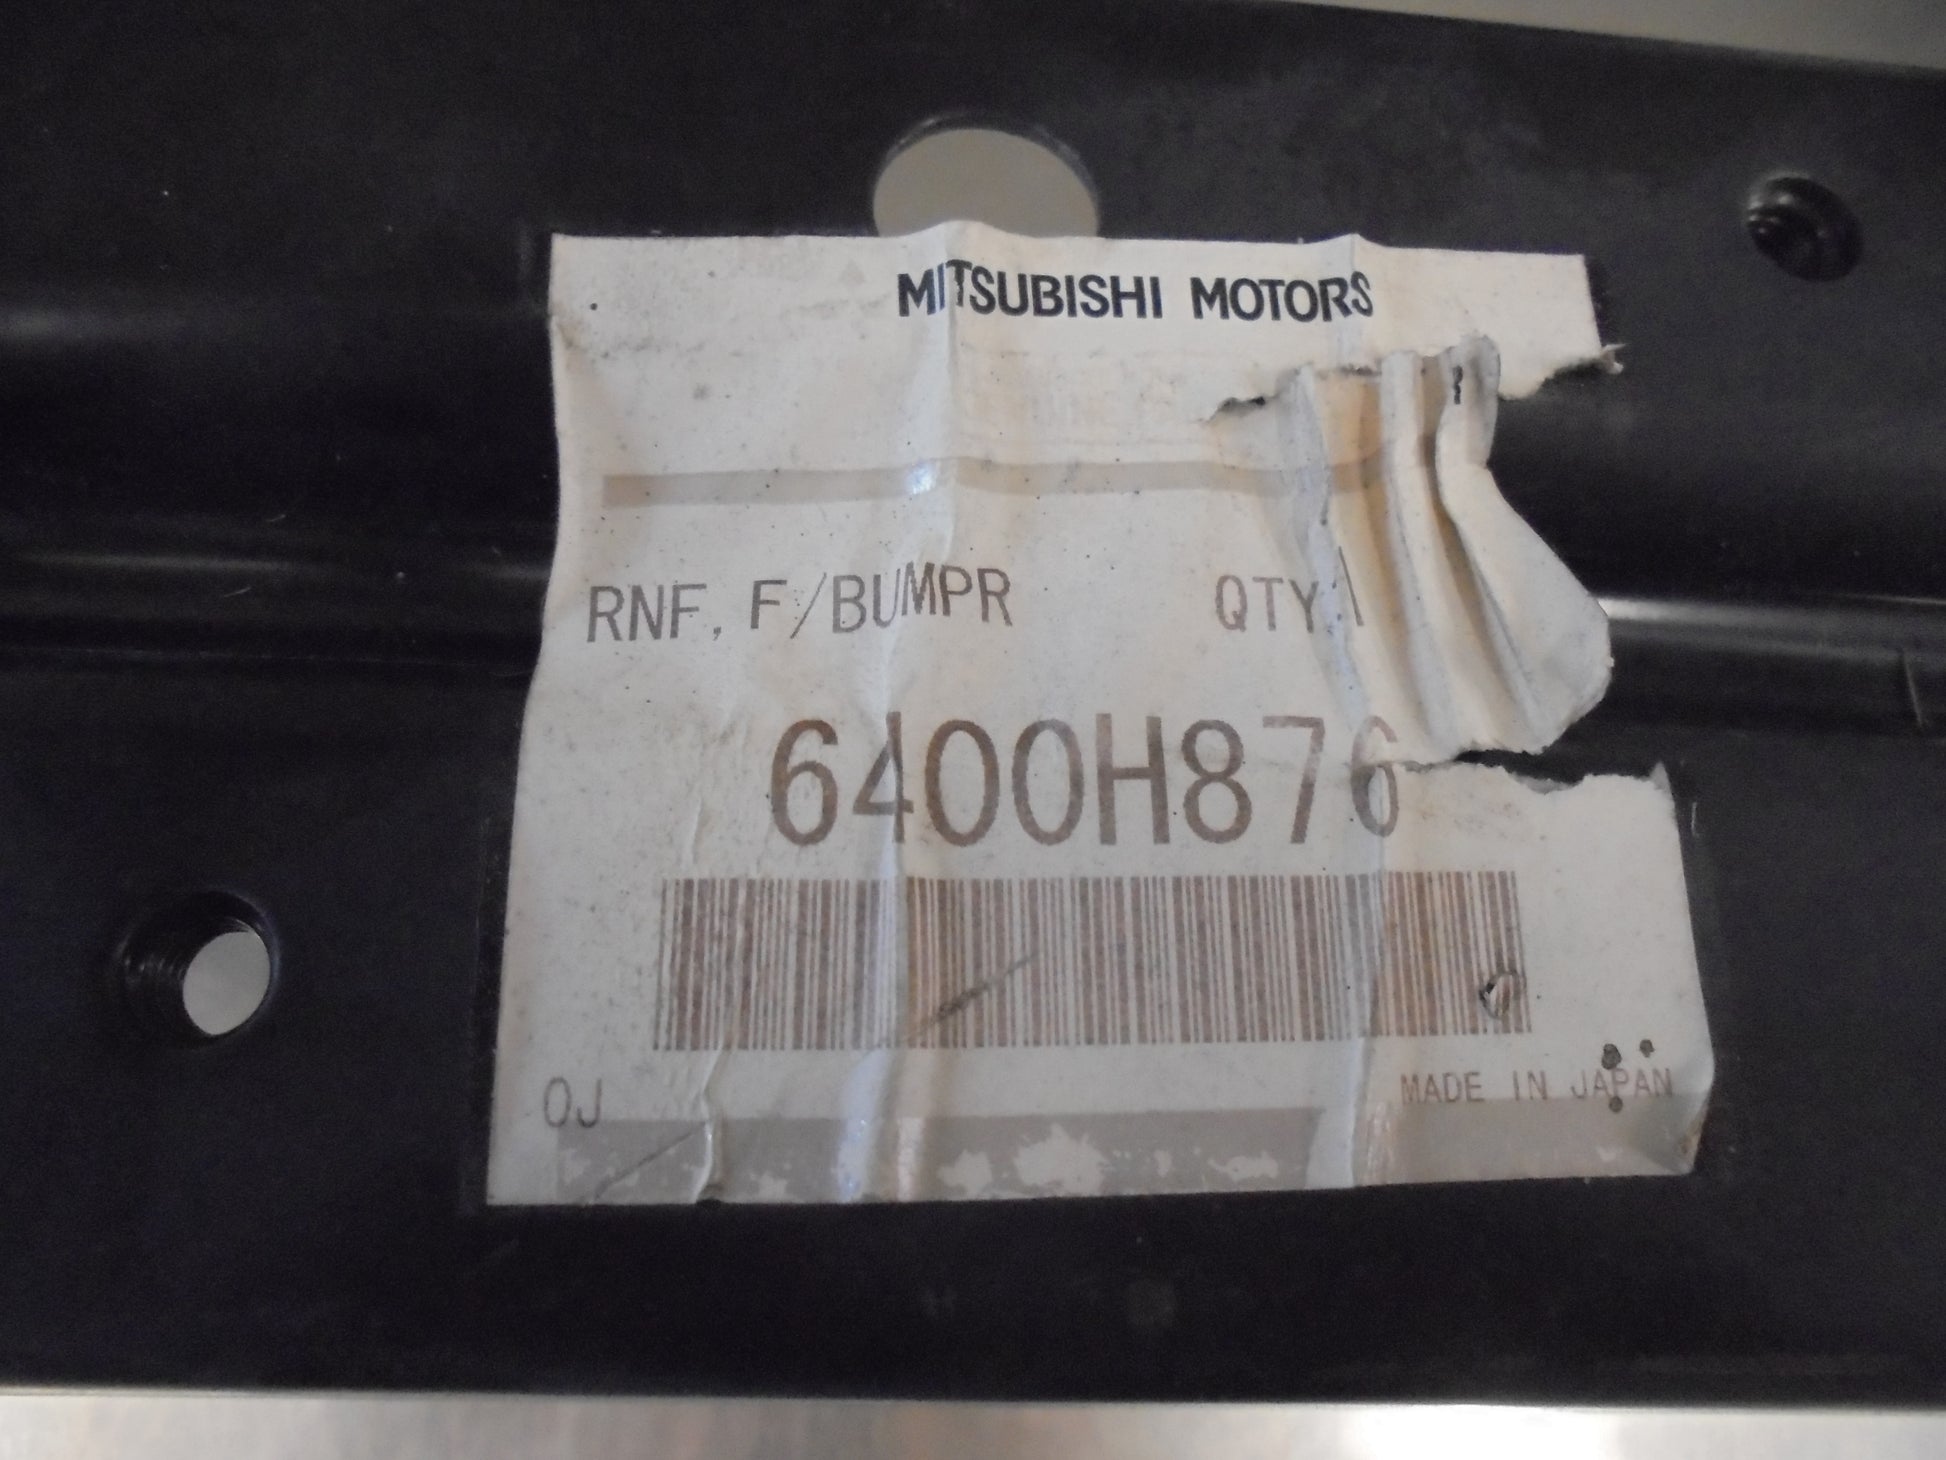 MITSUBISHI MOTORS
RNF, F/BUMPR QTY:1
6400H876
OJ MADE IN JAPAN